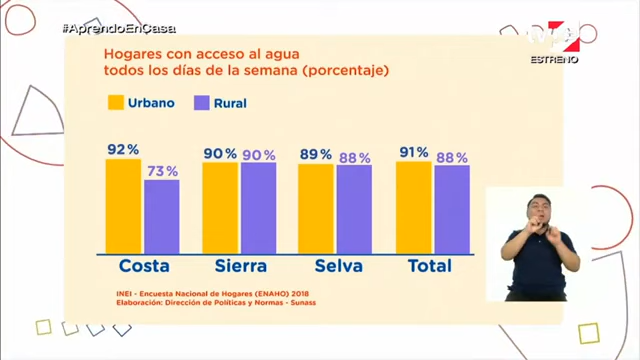 #AprendoEnCasa
ESTRENO
Hogares con acceso al agua
todos los días de la semana (porcentaje)
Urbano Rural
92% 73% 90% 90% 89% 88% 91% 88%
Costa Sierra Selva Total
INEI - Encuesta Nacional de Hogares (ENAHO) 2018
Elaboración: Dirección de Políticas y Normas - Sunass